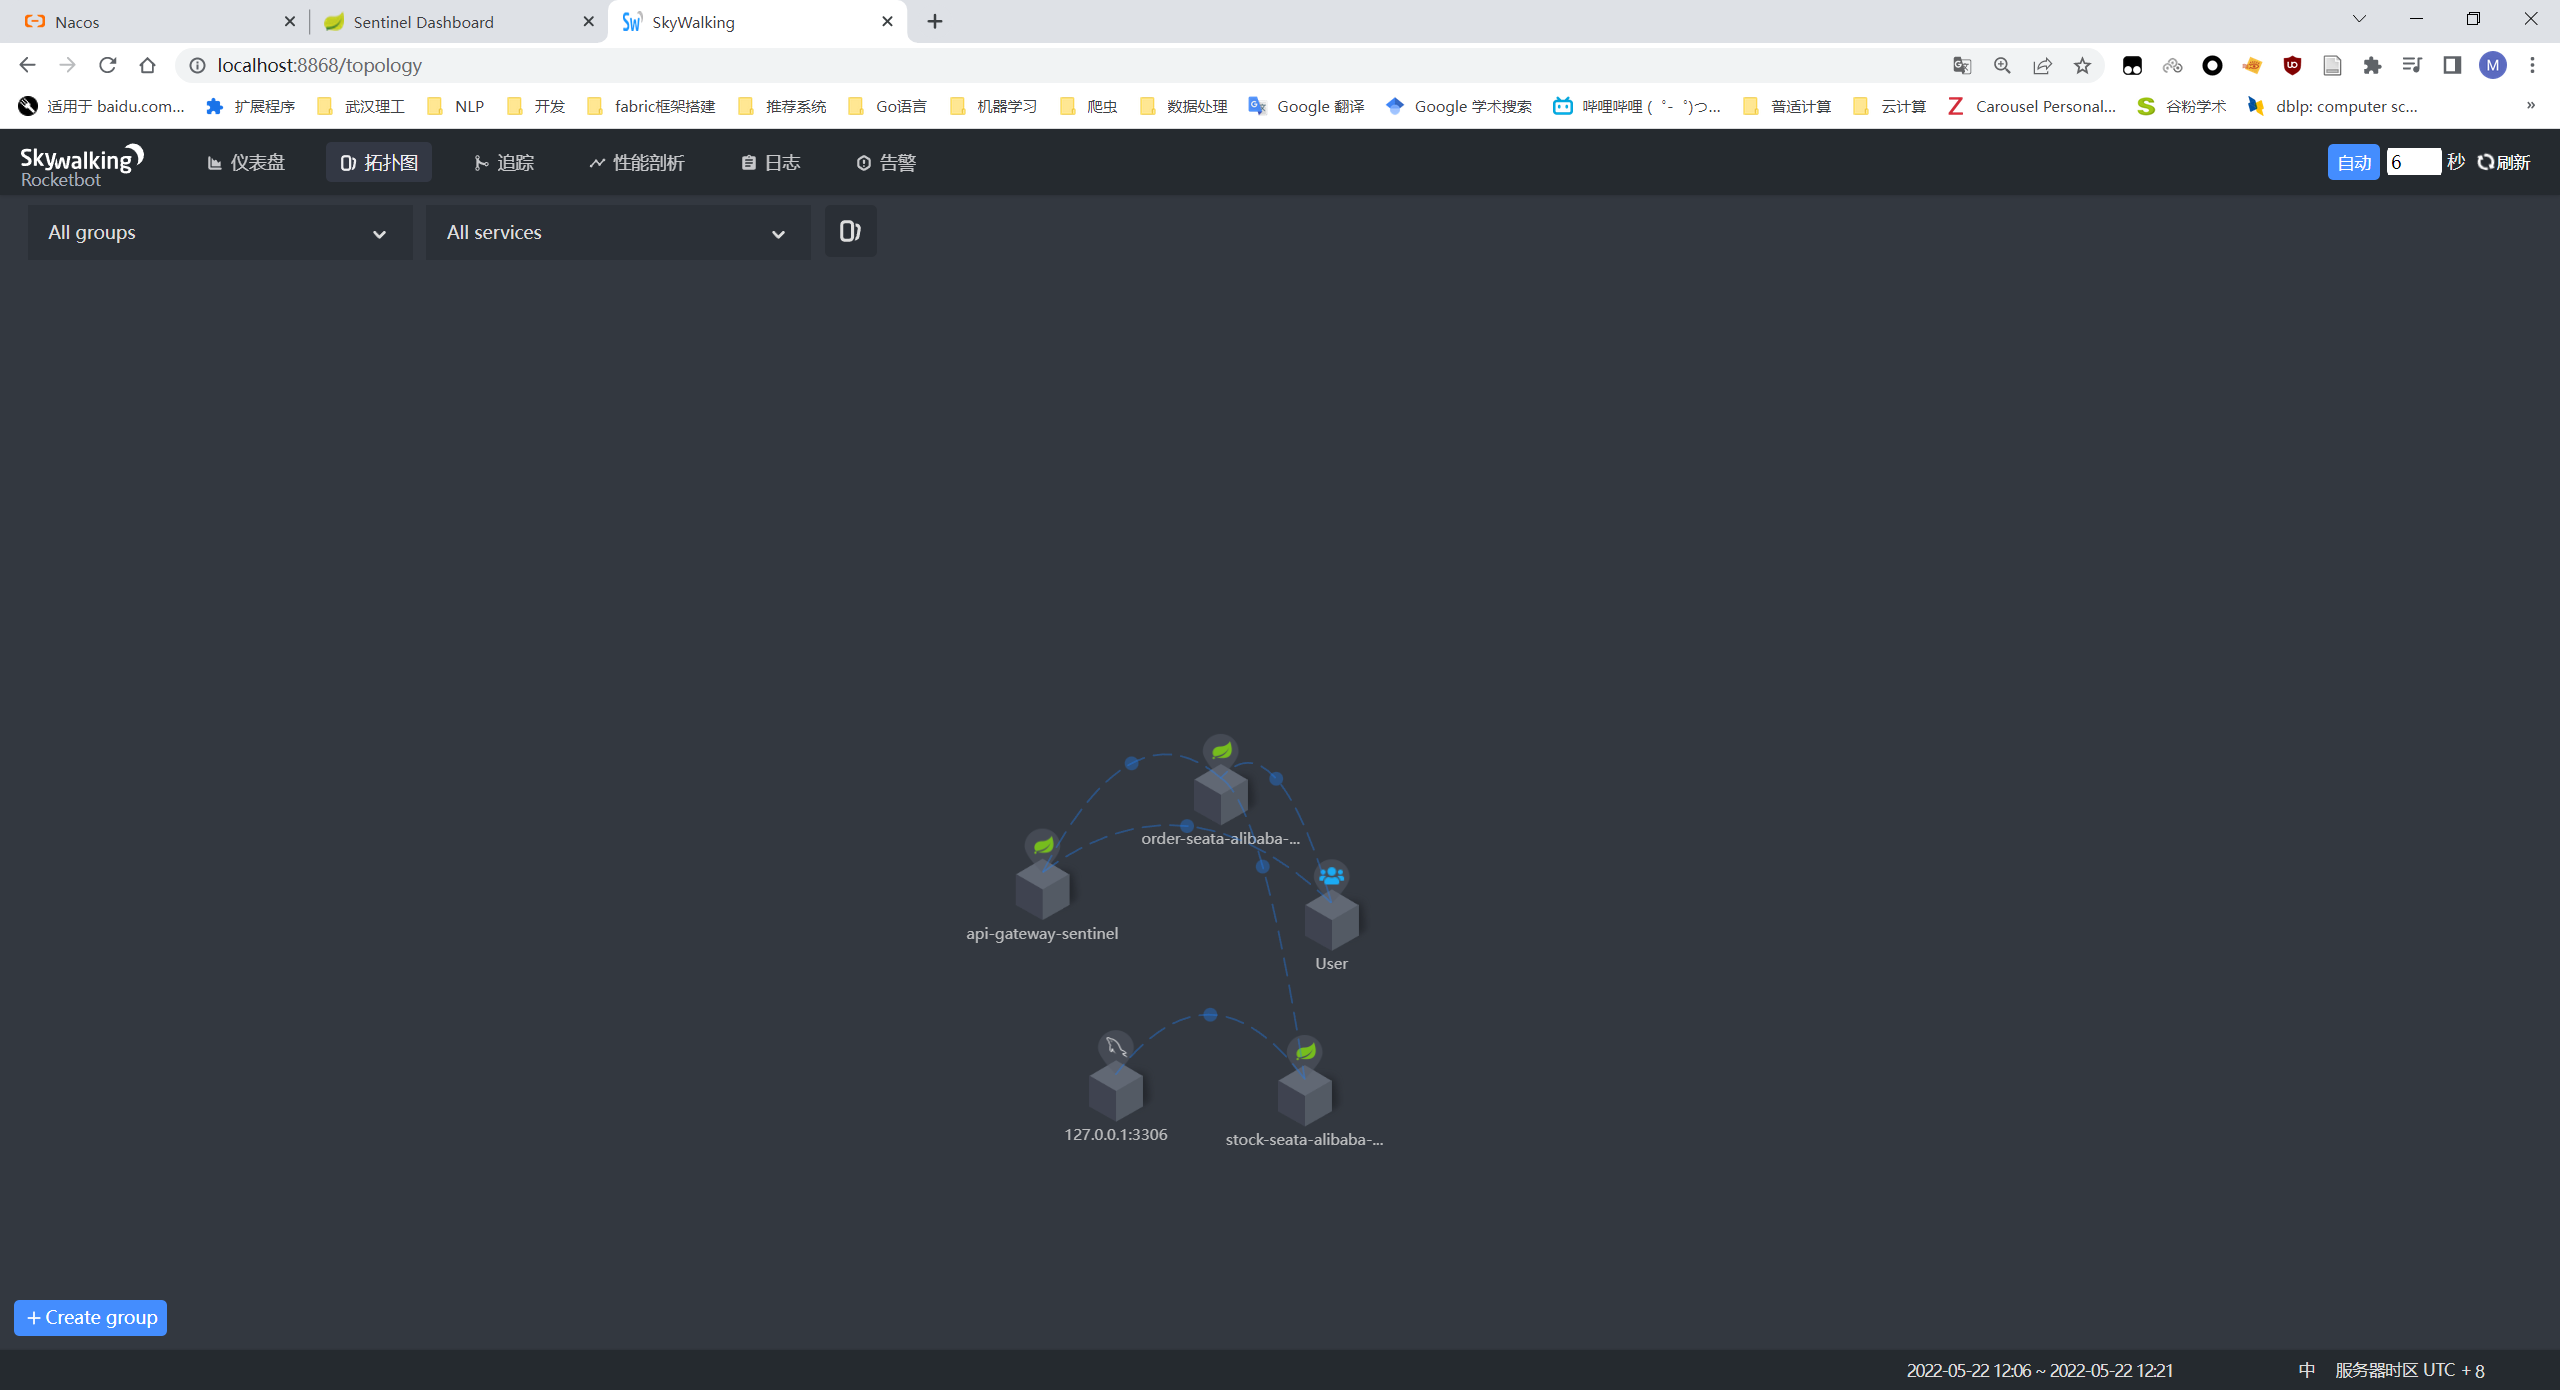 Nacos
Sentinel Dashboard
SkyWalking
localhost:8868/topology
M
适用于 baidu.com...
扩展程序
武汉理工
NLP
开发
fabric框架搭建
推荐系统
Go语言
机器学习
爬虫
数据处理
Google 翻译
Google 学术搜索
哔哩哔哩 ( ゜- ゜)つ...
普适计算
云计算
Carousel Personal...
谷粉学术
dblp: computer sc...
»
Skywalking
Rocketbot
仪表盘
拓扑图
追踪
性能剖析
日志
告警
自动
6
秒
刷新
All groups
All services
order-seata-alibaba-...
api-gateway-sentinel
User
127.0.0.1:3306
stock-seata-alibaba-...
+ Create group
2022-05-22 12:06 ~ 2022-05-22 12:21
中
服务器时区 UTC + 8